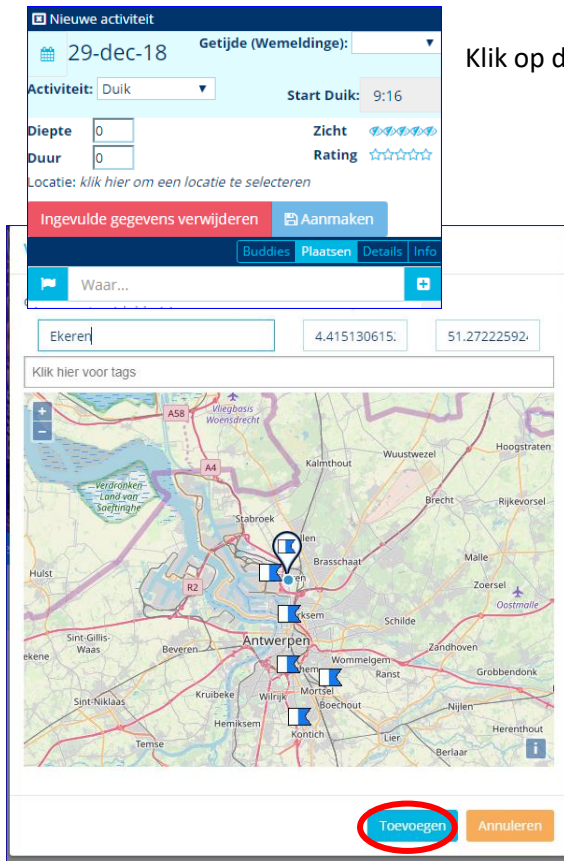 Nieuwe activiteit
29-dec-18
Getijde (Wemeldinge):
Klik op d
Activiteit: Duik
Start Duik: 9:16
Diepte 0
Zicht
Duur 0
Rating
Locatie: klik hier om een locatie te selecteren
Ingevulde gegevens verwijderen
Aanmaken
Buddies Plaatsen Details Info
Waar...
Ekeren
4.415130615
51.27222592
Klik hier voor tags
+
−
A58
Vliegbasis
Woensdrecht
Hoogstraten
Wuustwezel
Kalmthout
A4
Verdronken
Land van
Saeftinghe
Brecht
Rijkevorsel
Stabroek
Brasschaat
Malle
Hulst
R2
Zoersel
Oostmalle
Schilde
Sint-Gillis-
Waas
Beveren
Antwerpen
Zandhoven
Wommelgem
Ranst
Grobbendonk
Kruibeke
Wilrijk
Mortsel
Sint-Niklaas
Boechout
Nijlen
Hemiksem
Kontich
Lier
Herenthout
Temse
Berlaar
i
Toevoegen
Annuleren